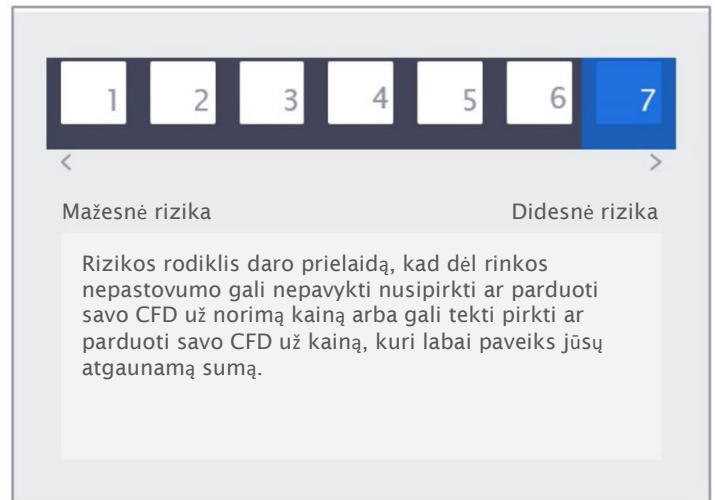 1 2 3 4 5 6 7
< >
Mažesnė rizika Didesnė rizika
Rizikos rodiklis daro prielaidą, kad dėl rinkos
nepastovumo gali nepavykti nusipirkti ar parduoti
savo CFD už norimą kainą arba gali tekti pirkti ar
parduoti savo CFD už kainą, kuri labai paveiks jūsų
atgaunamą sumą.